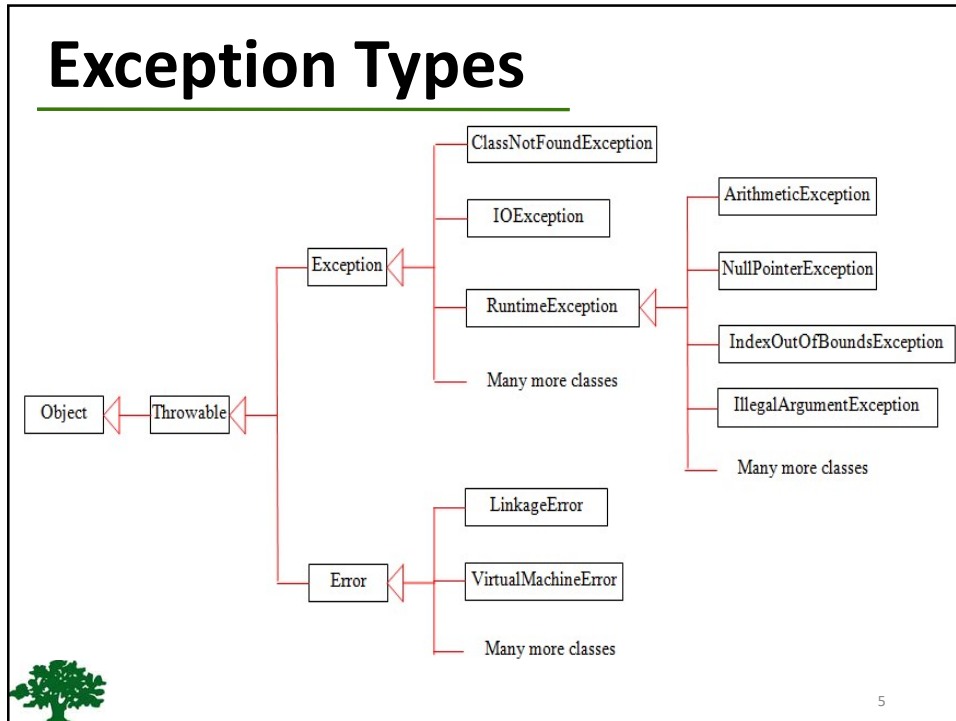 Exception Types
ClassNotFoundException
ArithmeticException
IOException
Exception
NullPointerException
RuntimeException
IndexOutOfBoundsException
Many more classes
Object
Throwable
IllegalArgumentException
Many more classes
LinkageError
Error
VirtualMachineError
Many more classes
5